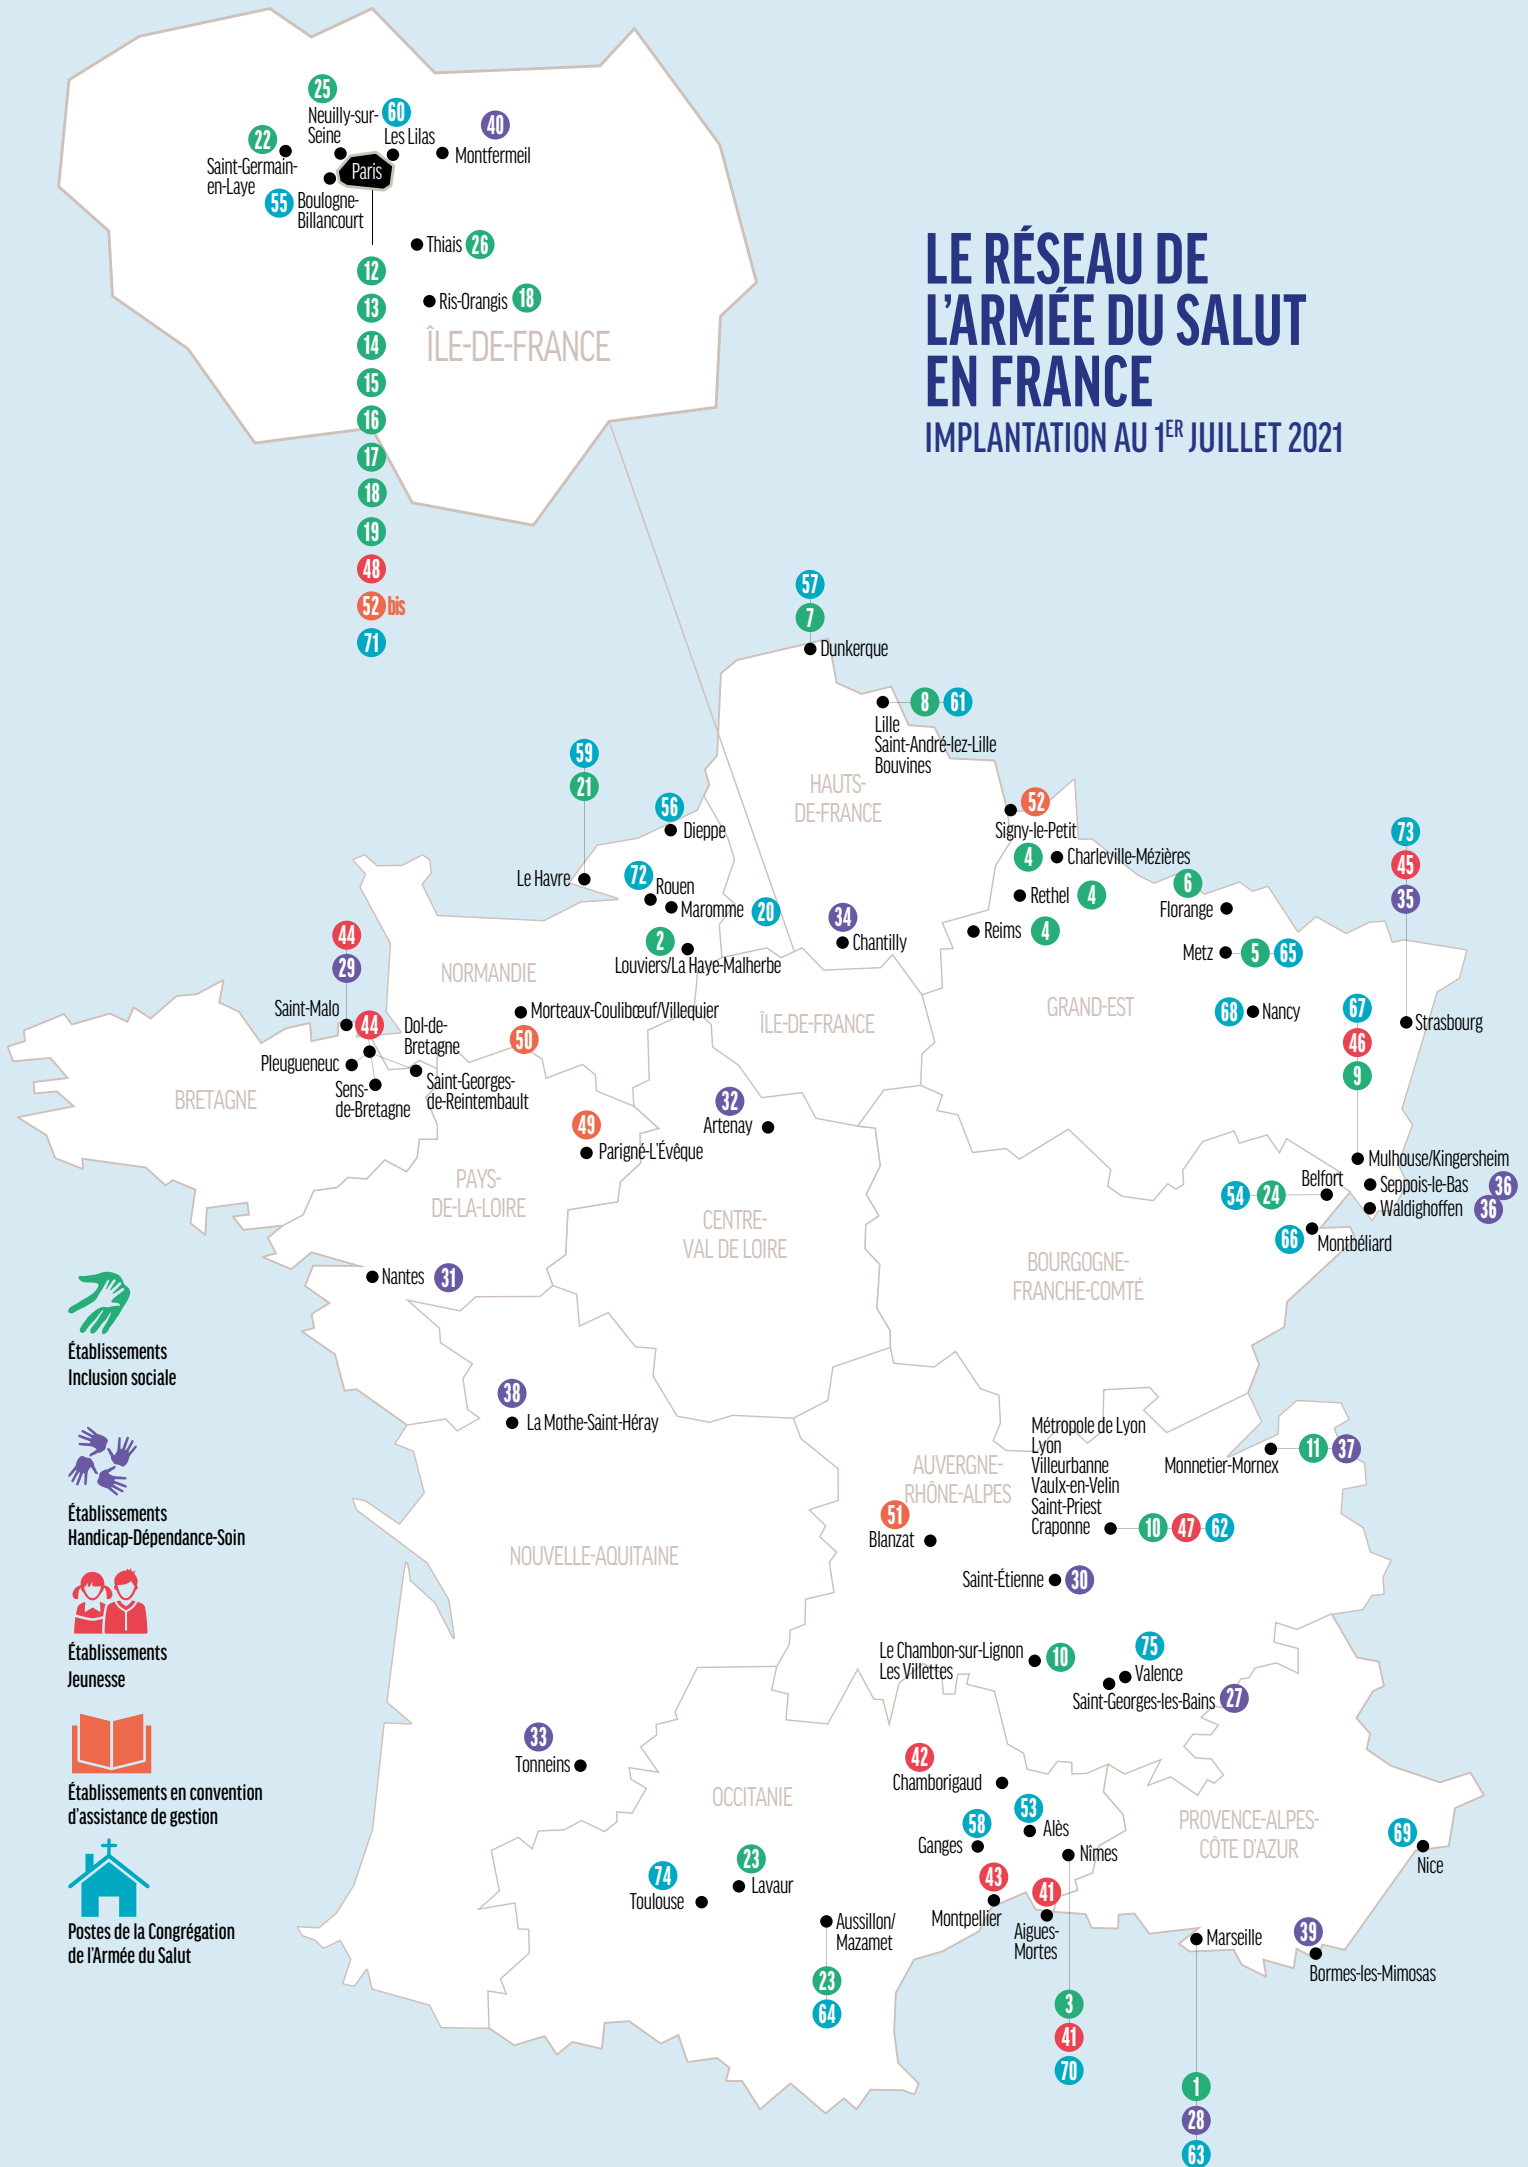 25
Neuilly-sur-
Seine
60
Les Lilas
40
Montfermeil
22
Saint-Germain-
en-Laye
Paris
55
Boulogne-
Billancourt
Thiais 26
Ris-Orangis 18
ÎLE-DE-FRANCE
12
13
14
15
16
17
18
19
48
52 bis
71
LE RÉSEAU DE
L'ARMÉE DU SALUT
EN FRANCE
IMPLANTATION AU 1ER JUILLET 2021
57
7
Dunkerque
8 61
Lille
Saint-André-lez-Lille
Bouvines
HAUTS-
DE-FRANCE
59
21
Le Havre
56
Dieppe
72
Rouen
Maromme 20
2
Louviers/La Haye-Malherbe
34
Chantilly
52
Signy-le-Petit
4 Charleville-Mézières
Rethel 4
Reims 4
6
Florange
Metz 5 65
68 Nancy
GRAND-EST
73
45
35
Strasbourg
67
46
9
Mulhouse/Kingersheim
Seppois-le-Bas 36
Waldighoffen 36
Belfort
54 24
66
Montbéliard
NORMANDIE
Morteaux-Coulibœuf/Villequier
50
ÎLE-DE-FRANCE
44
29
Saint-Malo
44
Dol-de-
Bretagne
Pleugueneuc
Sens-
de-Bretagne
Saint-Georges-
de-Reintembault
BRETAGNE
32
Artenay
49
Parigné-L'Évêque
PAYS-
DE-LA-LOIRE
CENTRE-
VAL DE LOIRE
BOURGOGNE-
FRANCHE-COMTÉ
Nantes 31
38
La Mothe-Saint-Héray
NOUVELLE-AQUITAINE
AUVERGNE-
RHÔNE-ALPES
Métropole de Lyon
Lyon
Villeurbanne
Vaulx-en-Velin
Saint-Priest
Craponne
10 47 62
11 37
Monnetier-Mornex
51
Blanzat
Saint-Étienne 30
Le Chambon-sur-Lignon
Les Villettes
10
75
Valence
Saint-Georges-les-Bains 27
33
Tonneins
OCCITANIE
42
Chamborigaud
53
Alès
58
Ganges
Nîmes
43
Montpellier
41
Aigues-
Mortes
3
41
70
74
Toulouse
23
Lavaur
Aussillon/
Mazamet
23
64
PROVENCE-ALPES-
CÔTE D'AZUR
69
Nice
Marseille
1
28
63
39
Bormes-les-Mimosas
Établissements
Inclusion sociale
Établissements
Handicap-Dépendance-Soin
Établissements
Jeunesse
Établissements en convention
d'assistance de gestion
Postes de la Congrégation
de l'Armée du Salut